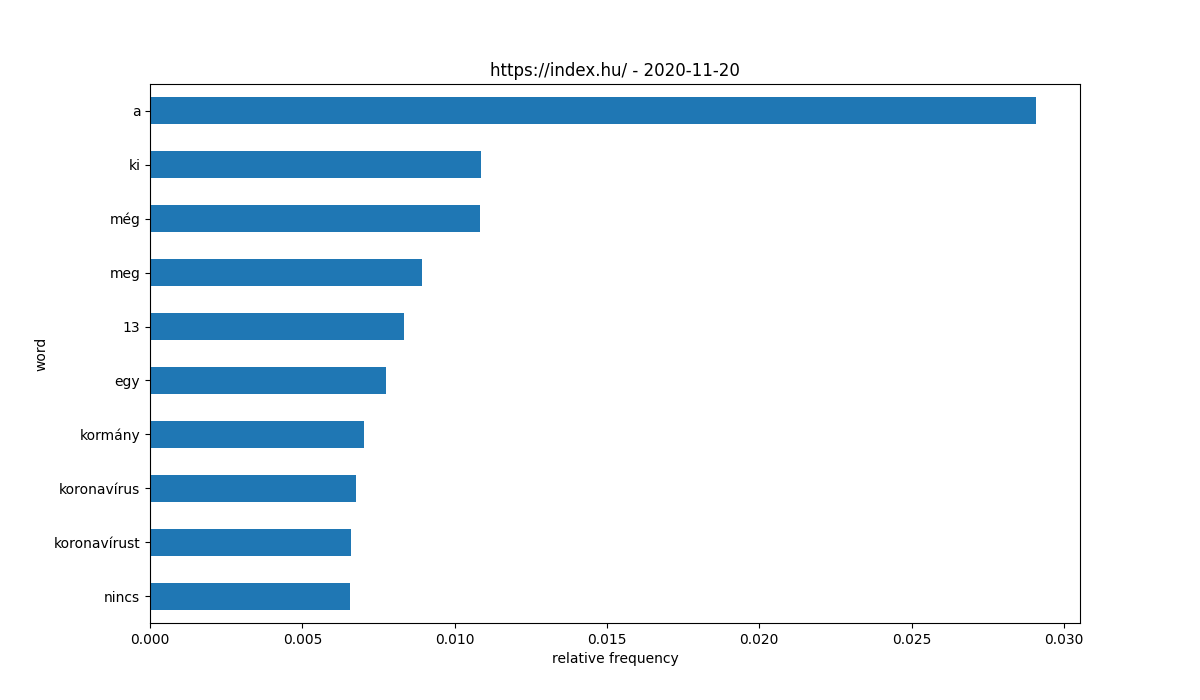 https://index.hu/ - 2020-11-20
a
ki
még
meg
13
egy
kormány
koronavírus
koronavírust
nincs
word
0.000 0.005 0.010 0.015 0.020 0.025 0.030
relative frequency